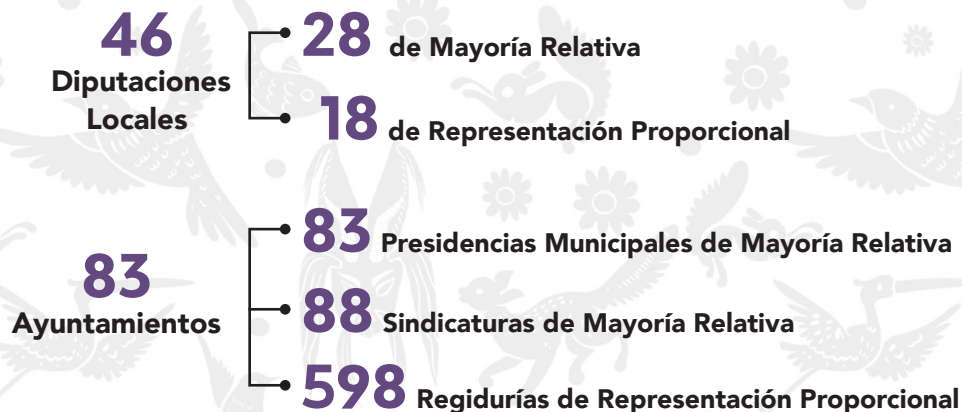 46
Diputaciones
Locales
28 de Mayoría Relativa
18 de Representación Proporcional
83
Ayuntamientos
83 Presidencias Municipales de Mayoría Relativa
88 Sindicaturas de Mayoría Relativa
598 Regidurías de Representación Proporcional